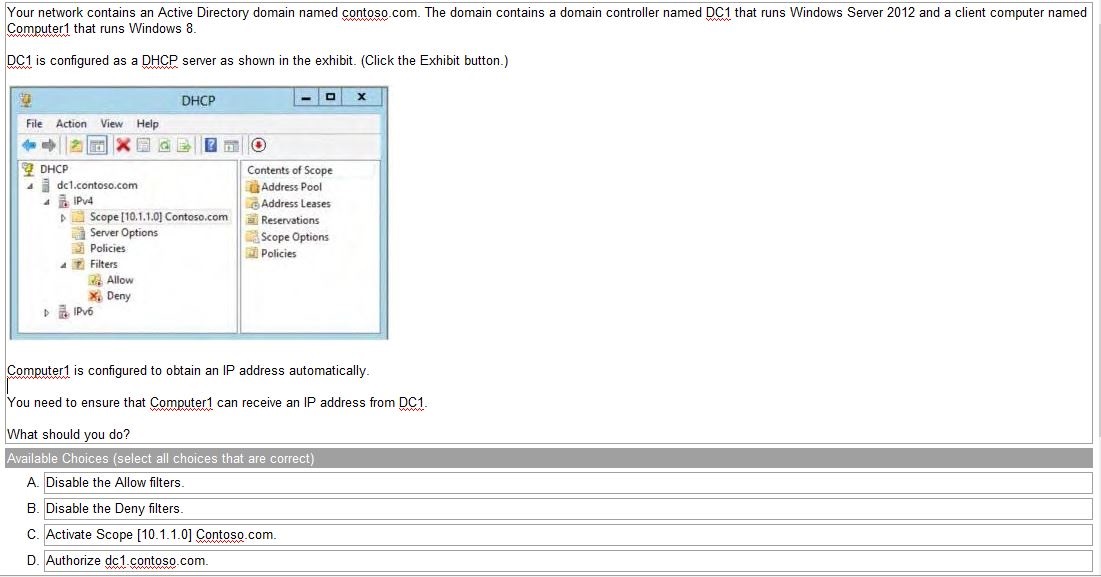 Your network contains an Active Directory domain named contoso.com. The domain contains a domain controller named DC1 that runs Windows Server 2012 and a client computer named
Computer1 that runs Windows 8.
DC1 is configured as a DHCP server as shown in the exhibit. (Click the Exhibit button.)
DHCP
File Action View Help
DHCP
dc1.contoso.com
IPv4
Scope [10.1.1.0] Contoso.com
Server Options
Policies
Filters
Allow
Deny
IPv6
Contents of Scope
Address Pool
Address Leases
Reservations
Scope Options
Policies
Computer1 is configured to obtain an IP address automatically.
You need to ensure that Computer1 can receive an IP address from DC1.
What should you do?
Available Choices (select all choices that are correct)
A. Disable the Allow filters.
B. Disable the Deny filters.
C. Activate Scope [10.1.1.0] Contoso.com.
D. Authorize dc1.contoso.com.